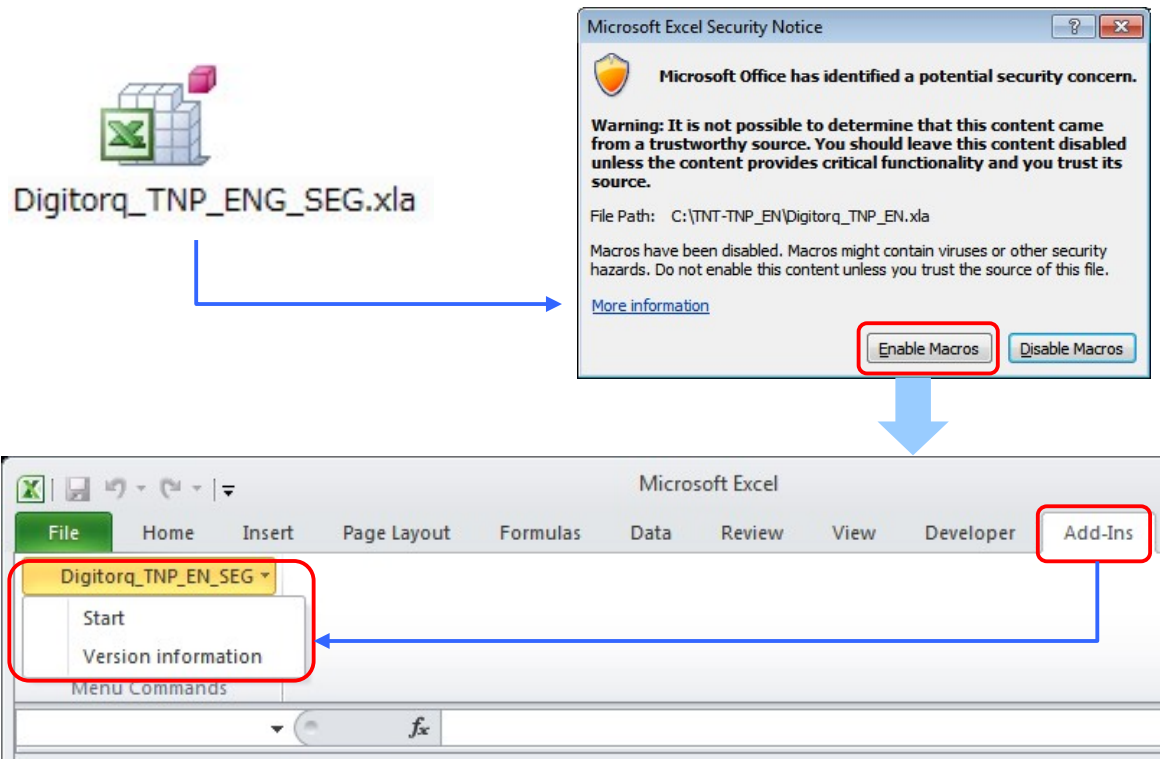 Digitorq_TNP_ENG_SEG.xla
Microsoft Excel Security Notice
Microsoft Office has identified a potential security concern.
Warning: It is not possible to determine that this content came
from a trustworthy source. You should leave this content disabled
unless the content provides critical functionality and you trust its
source.
File Path: C:\TNT-TNP_EN\Digitorq_TNP_EN.xla
Macros have been disabled. Macros might contain viruses or other security
hazards. Do not enable this content unless you trust the source of this file.
More information
Enable Macros Disable Macros
Microsoft Excel
File Home Insert Page Layout Formulas Data Review View Developer Add-Ins
Digitorq_TNP_EN_SEG
Start
Version information
Menu Commands
fx